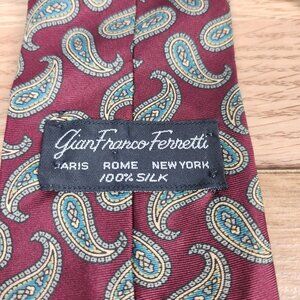 GianFranco Ferretti
PARIS ROME NEW YORK
100% SILK